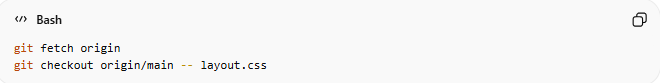 </> Bash
git fetch origin
git checkout origin/main -- layout.css